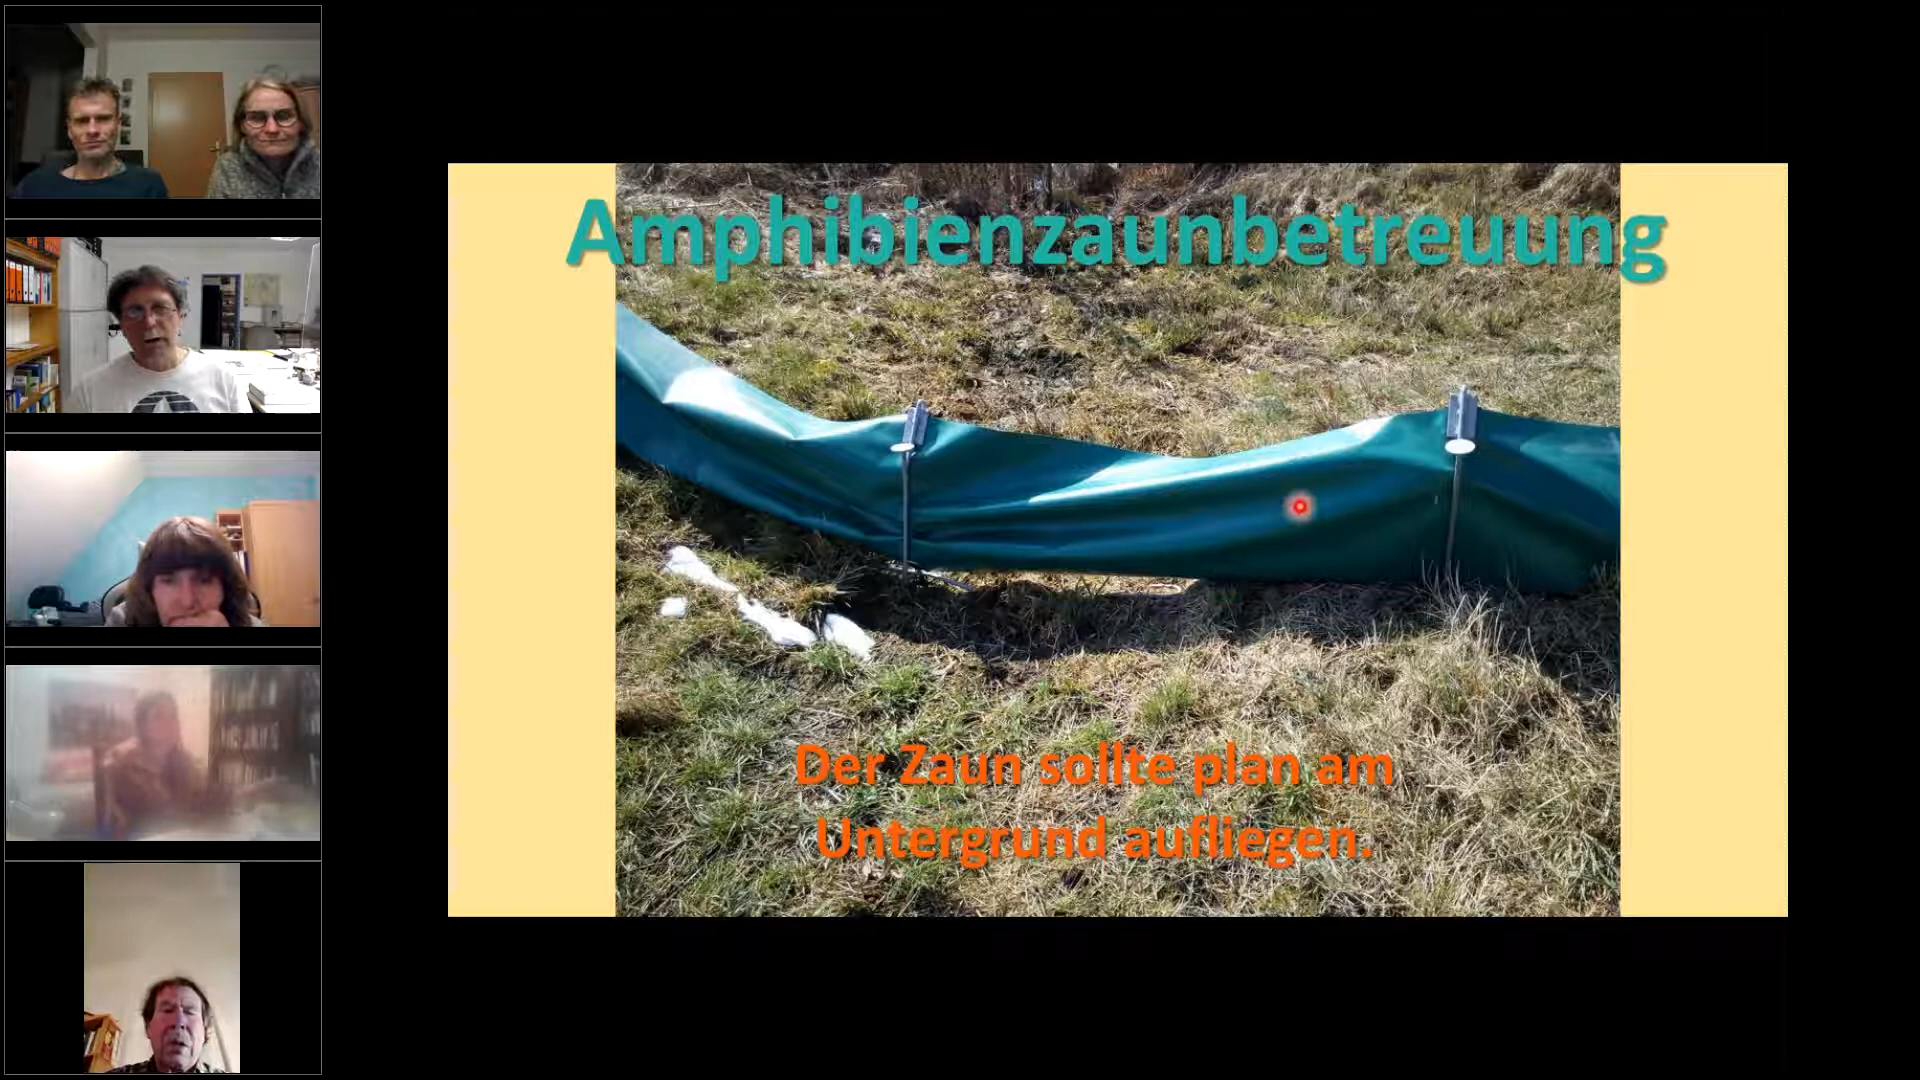 Amphibienzaunbetreuung
Der Zaun sollte plan am
Untergrund aufliegen.